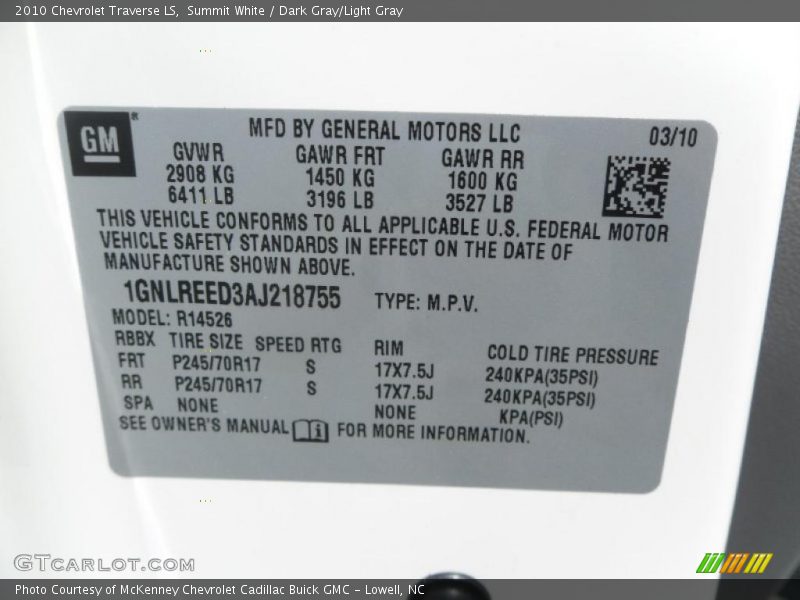 2010 Chevrolet Traverse LS, Summit White / Dark Gray/Light Gray
GM®
MFD BY GENERAL MOTORS LLC 03/10
GVWR GAWR FRT GAWR RR
2908 KG 1450 KG 1600 KG
6411 LB 3196 LB 3527 LB
THIS VEHICLE CONFORMS TO ALL APPLICABLE U.S. FEDERAL MOTOR
VEHICLE SAFETY STANDARDS IN EFFECT ON THE DATE OF
MANUFACTURE SHOWN ABOVE.
1GNLREED3AJ218755 TYPE: M.P.V.
MODEL: R14526
RBBX TIRE SIZE SPEED RTG RIM COLD TIRE PRESSURE
FRT P245/70R17 S 17X7.5J 240KPA(35PSI)
RR P245/70R17 S 17X7.5J 240KPA(35PSI)
SPA NONE NONE KPA(PSI)
SEE OWNER'S MANUAL i FOR MORE INFORMATION.
GTCARLOT.COM
Photo Courtesy of McKenney Chevrolet Cadillac Buick GMC - Lowell, NC